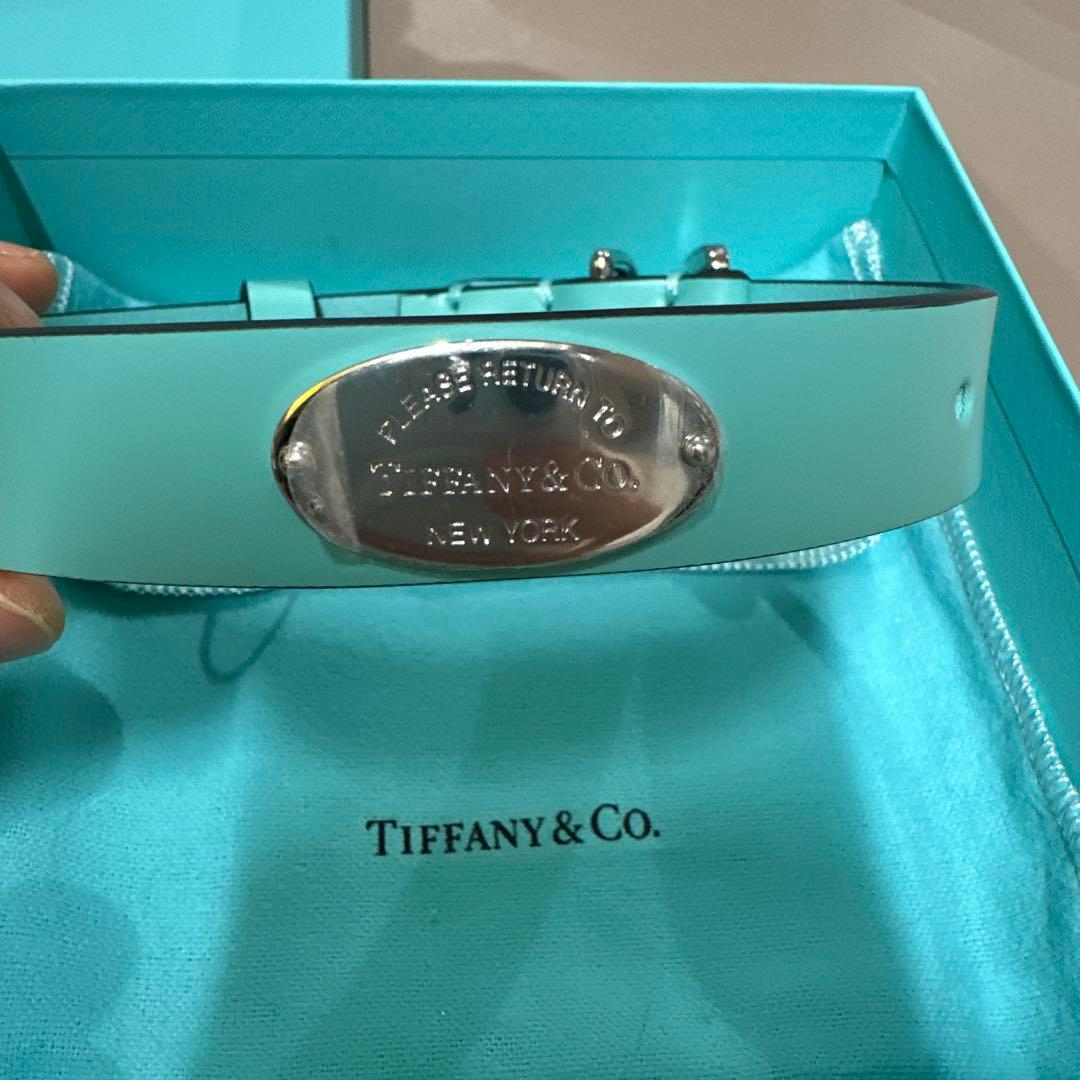 PLEASE RETURN TO
TIFFANY & CO.
NEW YORK
TIFFANY & CO.